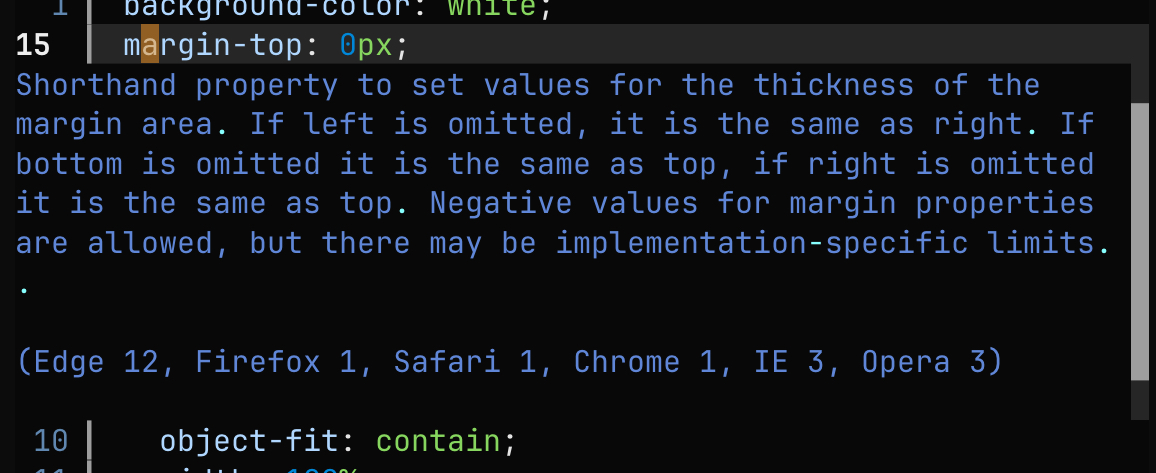 1 background-color: white;
15 margin-top: 0px;
Shorthand property to set values for the thickness of the
margin area. If left is omitted, it is the same as right. If
bottom is omitted it is the same as top, if right is omitted
it is the same as top. Negative values for margin properties
are allowed, but there may be implementation-specific limits.
.
(Edge 12, Firefox 1, Safari 1, Chrome 1, IE 3, Opera 3)
10 object-fit: contain;
11 width: 100%